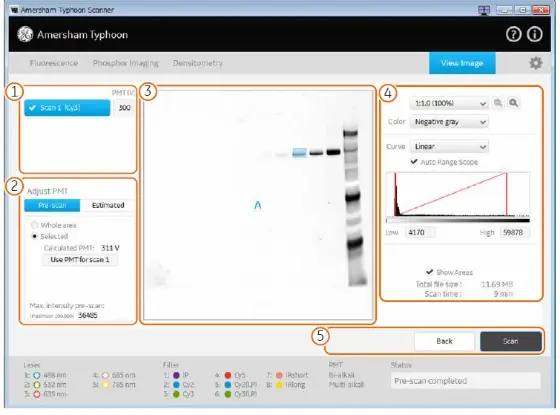 Amersham Typhoon Scanner
Amersham Typhoon
Fluorescence Phosphor Imaging Densitometry View Image
1
PMT (V)
Scan 1 [Cy3] 300
2
Adjust PMT
Pre-scan Estimated
Whole area
Selected
Calculated PMT: 311 V
Use PMT for scan 1
Max. intensity pre-scan:
36485
3
A
4
1:1.0 (100%)
Color Negative gray
Curve Linear
Auto Range Scope
Low 4170 High 59878
Show Areas
Total file size: 11.69 MB
Scan time: 9 min
5
Back Scan
Laser Filter PMT Status
1: 488 nm 4: 685 nm 1: IP 4: Cy5 7: IRshort Bi-alkali
2: 532 nm 5: 785 nm 2: Cy2 5: Cy2(LP) 8: IRlong Multi-alkali
3: 635 nm 3: Cy3 6: Cy3(LP)
Pre-scan completed